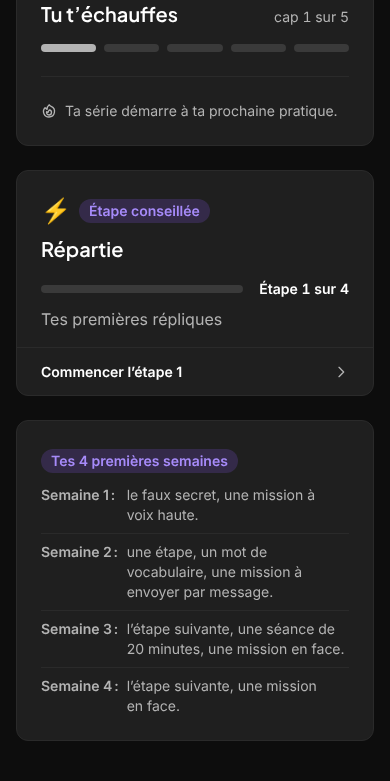 Tu t’échauffes
cap 1 sur 5
Ta série démarre à ta prochaine pratique.
Étape conseillée
Répartie
Étape 1 sur 4
Tes premières répliques
Commencer l’étape 1
Tes 4 premières semaines
Semaine 1 : le faux secret, une mission à
voix haute.
Semaine 2 : une étape, un mot de
vocabulaire, une mission à
envoyer par message.
Semaine 3 : l’étape suivante, une séance de
20 minutes, une mission en face.
Semaine 4 : l’étape suivante, une mission
en face.